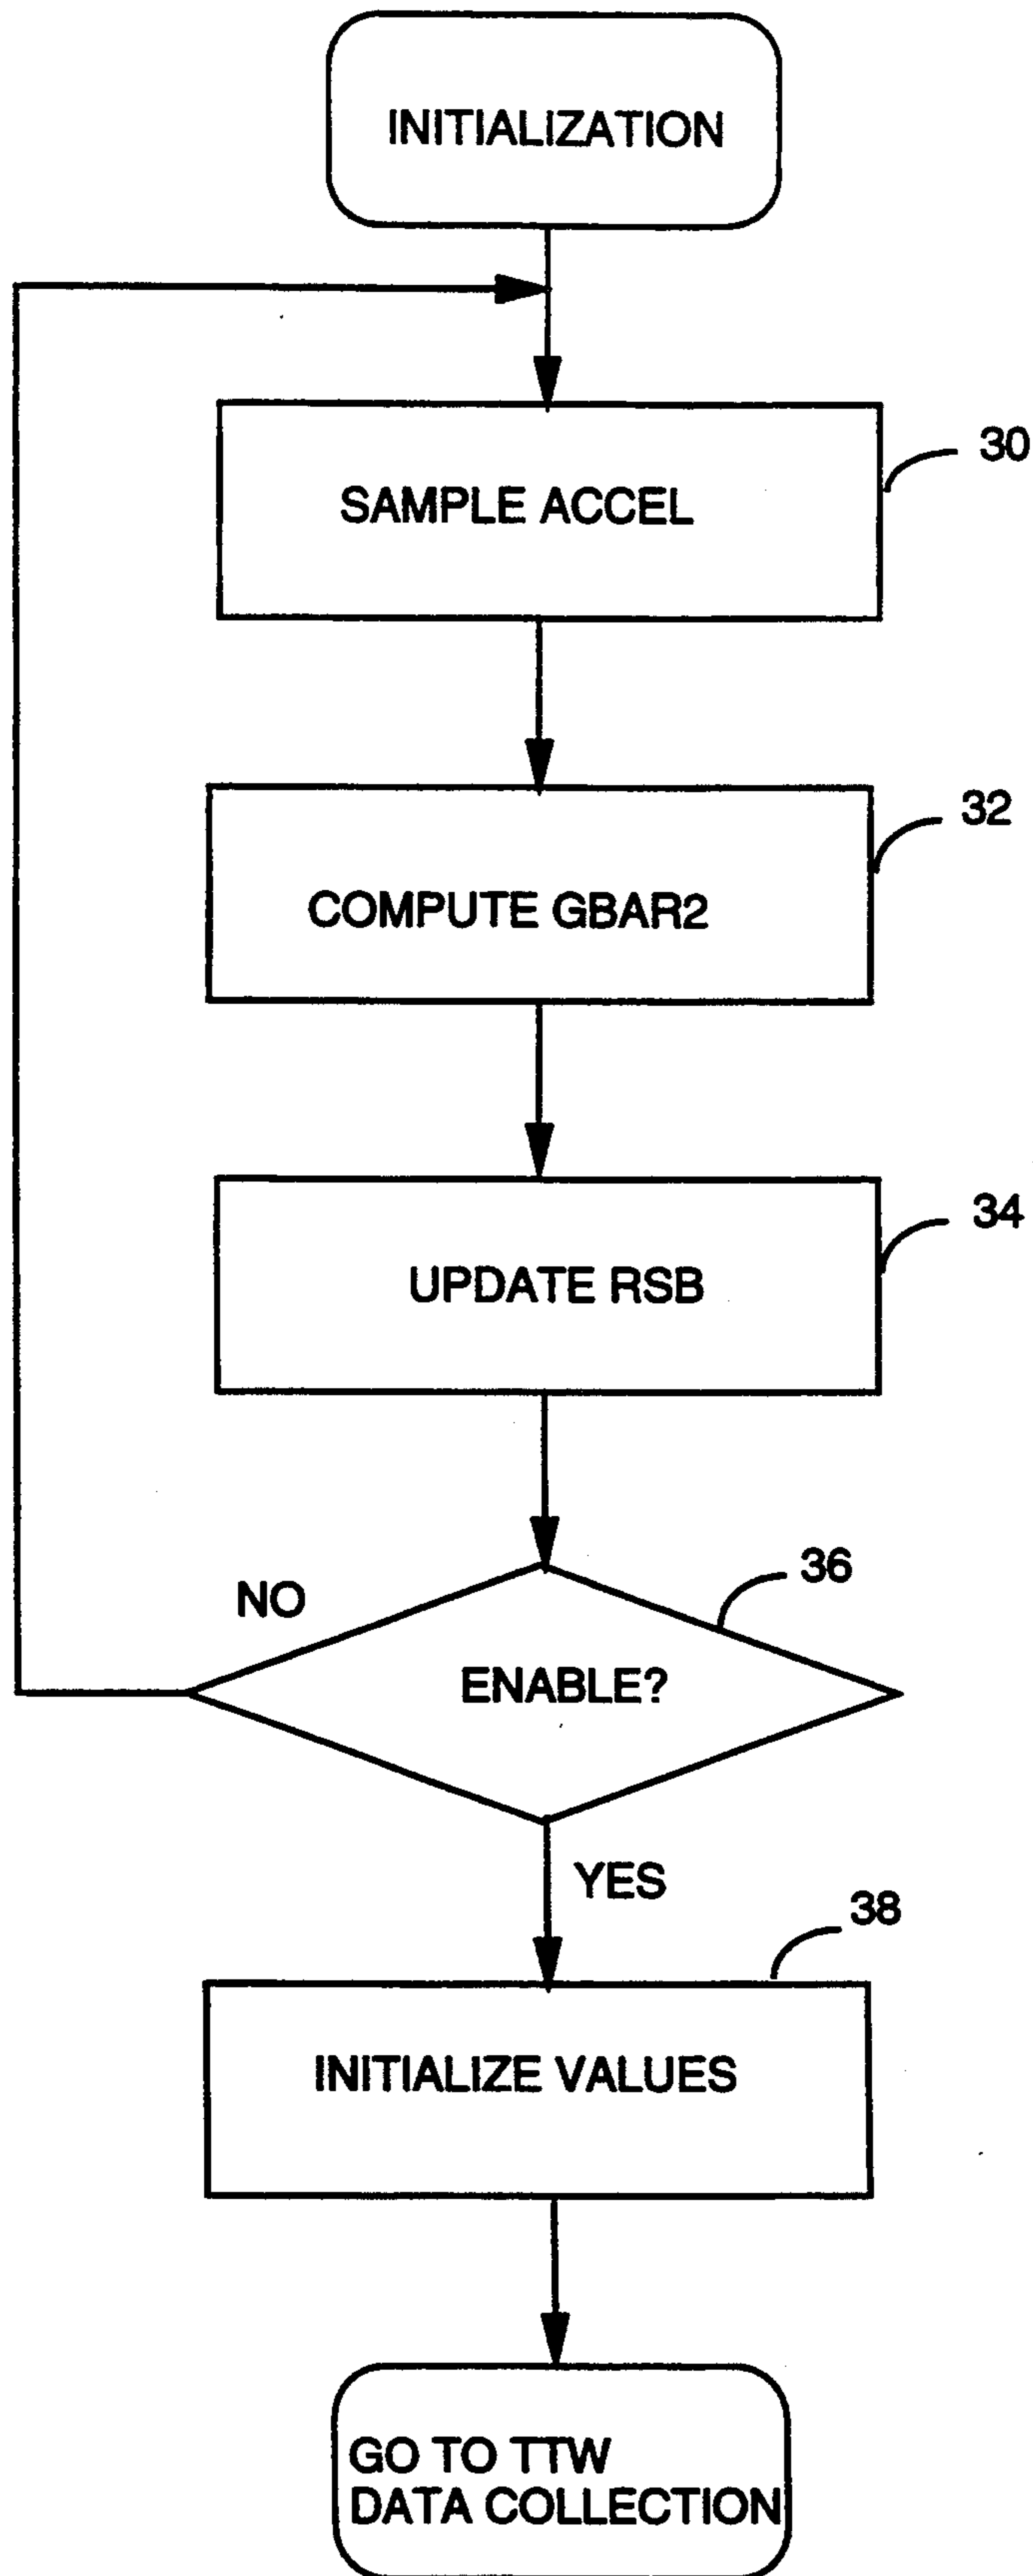 INITIALIZATION
30
SAMPLE ACCEL
32
COMPUTE GBAR2
34
UPDATE RSB
36
NO
ENABLE?
YES
38
INITIALIZE VALUES
GO TO TTW
DATA COLLECTION